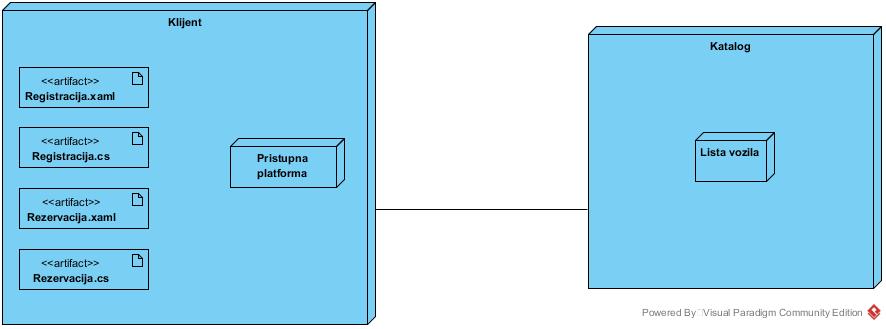 Klijent
<<artifact>>
Registracija.xaml
<<artifact>>
Registracija.cs
<<artifact>>
Rezervacija.xaml
<<artifact>>
Rezervacija.cs
Pristupna
platforma
Katalog
Lista vozila
Powered By ¨Visual Paradigm Community Edition